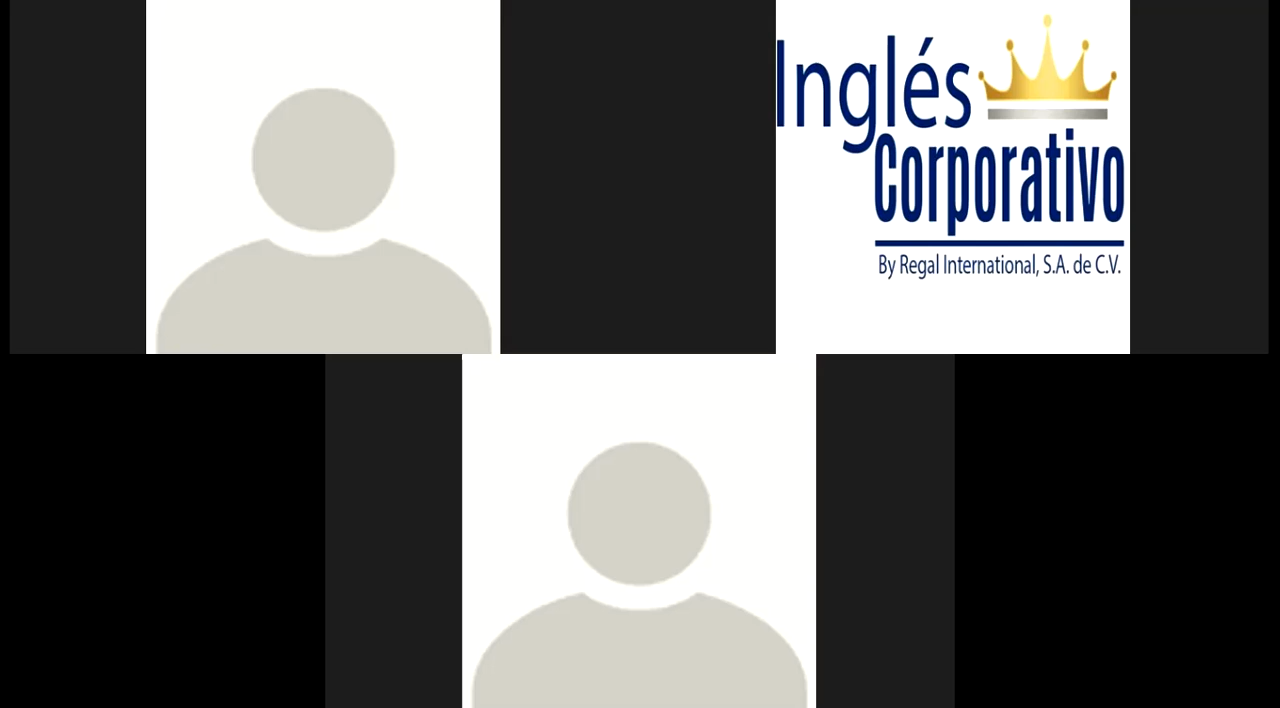 Inglés
Corporativo
By Regal International, S.A. de C.V.